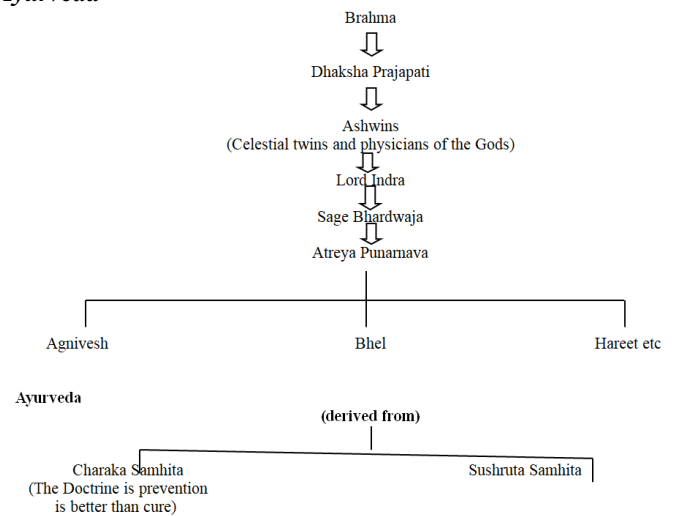 Brahma
Dhaksha Prajapati
Ashwins
(Celestial twins and physicians of the Gods)
Lord Indra
Sage Bhardwaja
Atreya Punarnava
Agnivesh Bhel Hareet etc
Ayurveda
(derived from)
Charaka Samhita Sushruta Samhita
(The Doctrine is prevention
is better than cure)